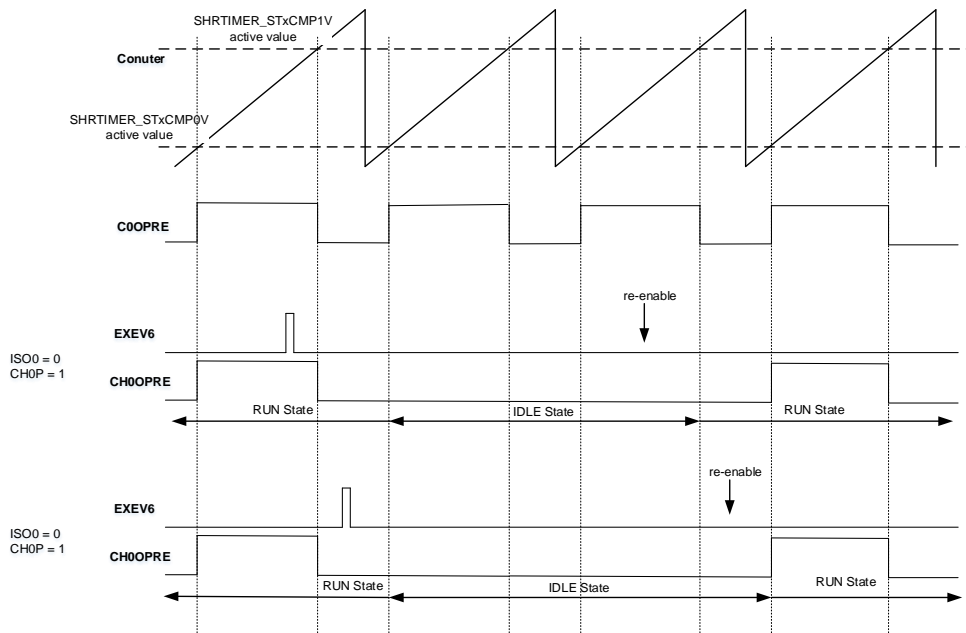 SHRTIMER_STxCMP1V
active value
Conuter
SHRTIMER_STxCMP0V
active value
C0OPRE
re-enable
EXEV6
ISO0 = 0
CH0P = 1
CH0OPRE
RUN State
IDLE State
RUN State
re-enable
EXEV6
ISO0 = 0
CH0P = 1
CH0OPRE
RUN State
IDLE State
RUN State